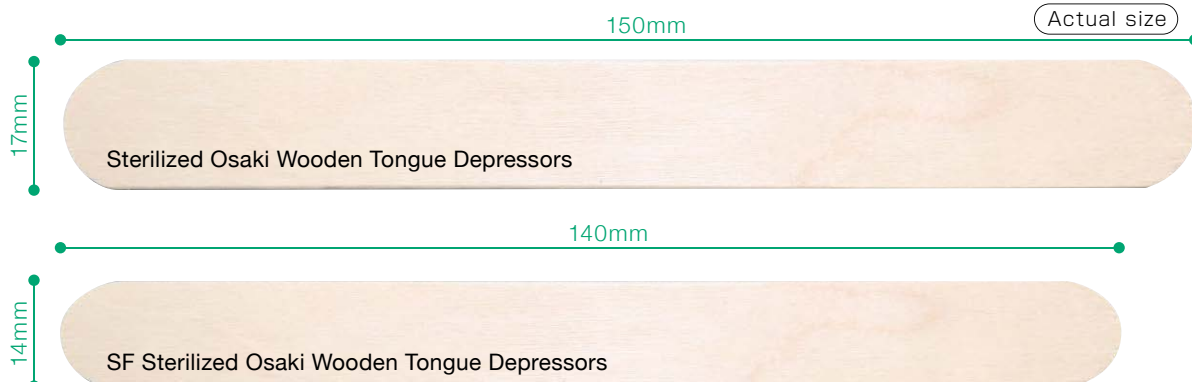 Actual size
150mm
17mm
Sterilized Osaki Wooden Tongue Depressors
140mm
14mm
SF Sterilized Osaki Wooden Tongue Depressors